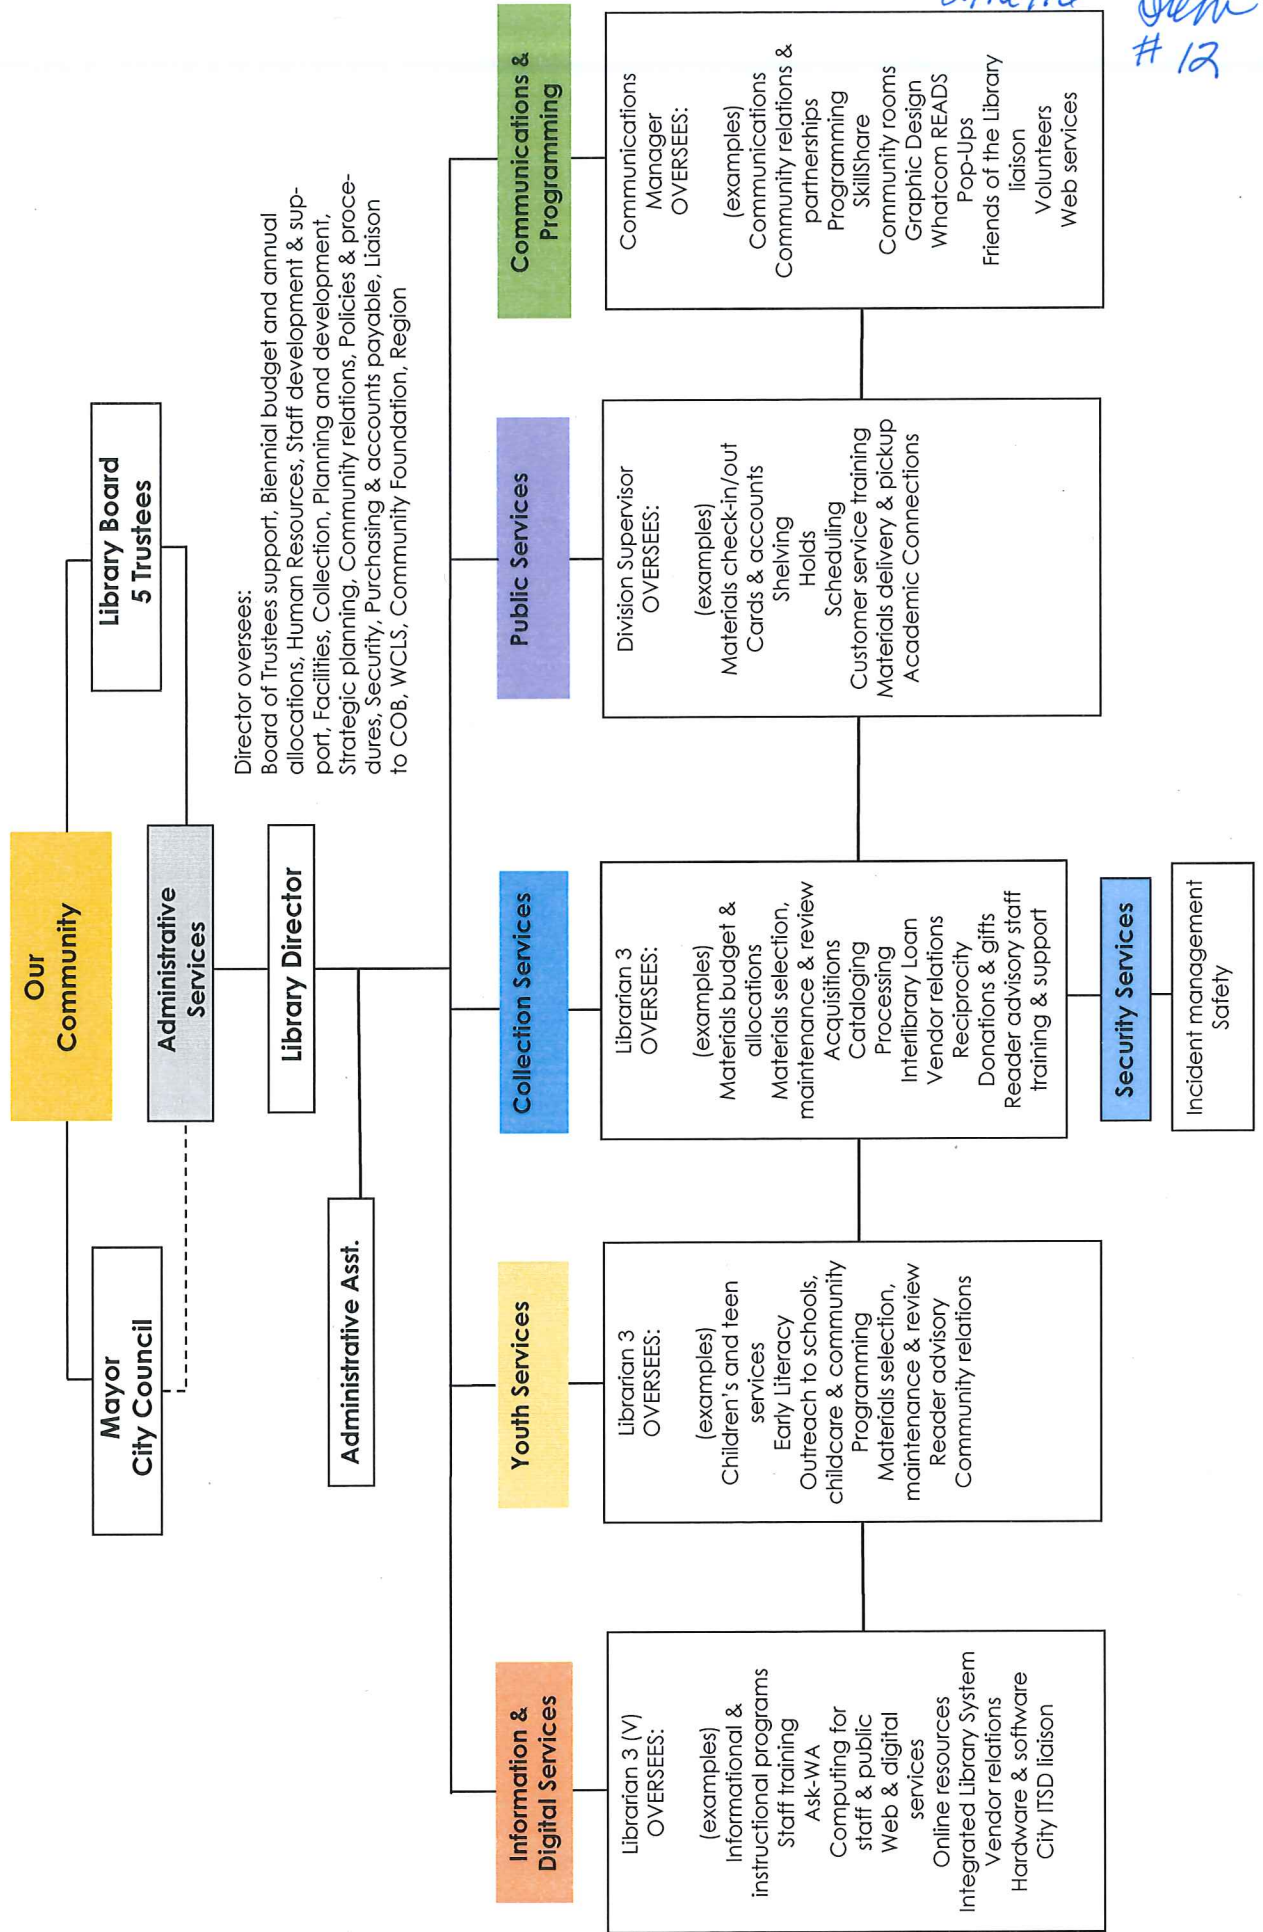 Our
Community
Mayor
City Council
Library Board
5 Trustees
Administrative
Services
Library Director
Administrative Asst.
Director oversees:
Board of Trustees support, Biennial budget and annual
allocations, Human Resources, Staff development & sup-
port, Facilities, Collection, Planning and development,
Strategic planning, Community relations, Policies & proce-
dures, Security, Purchasing & accounts payable, Liaison
to COB, WCLS, Community Foundation, Region
Information &
Digital Services
Librarian 3 (V)
OVERSEES:
(examples)
Informational &
instructional programs
Staff training
Ask-WA
Computing for
staff & public
Web & digital
services
Online resources
Integrated Library System
Vendor relations
Hardware & software
City ITSD liaison
Youth Services
Librarian 3
OVERSEES:
(examples)
Children's and teen
services
Early Literacy
Outreach to schools,
childcare & community
Programming
Materials selection,
maintenance & review
Reader advisory
Community relations
Collection Services
Librarian 3
OVERSEES:
(examples)
Materials budget &
allocations
Materials selection,
maintenance & review
Acquisitions
Cataloging
Processing
Interlibrary Loan
Vendor relations
Reciprocity
Donations & gifts
Reader advisory staff
training & support
Security Services
Incident management
Safety
Public Services
Division Supervisor
OVERSEES:
(examples)
Materials check-in/out
Cards & accounts
Shelving
Holds
Scheduling
Customer service training
Materials delivery & pickup
Academic Connections
Communications &
Programming
Communications
Manager
OVERSEES:
(examples)
Communications
Community relations &
partnerships
Programming
SkillShare
Community rooms
Graphic Design
Whatcom READS
Pop-Ups
Friends of the Library
liaison
Volunteers
Web services
Item
# 12